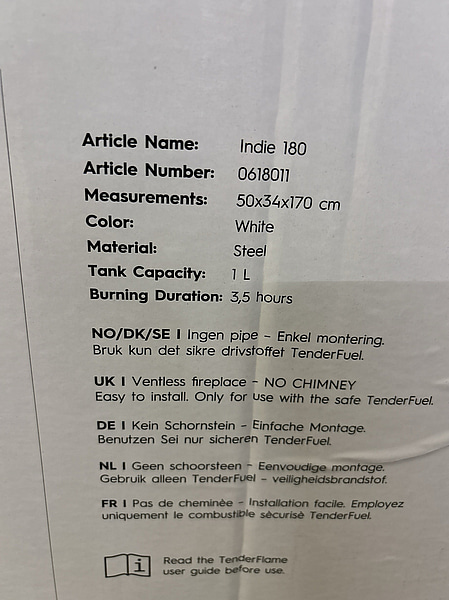 Article Name: Indie 180
Article Number: 0618011
Measurements: 50x34x170 cm
Color: White
Material: Steel
Tank Capacity: 1 L
Burning Duration: 3,5 hours
NO/DK/SE | Ingen pipe – Enkel montering.
Bruk kun det sikre drivstoffet TenderFuel.
UK | Ventless fireplace – NO CHIMNEY
Easy to install. Only for use with the safe TenderFuel.
DE | Kein Schornstein – Einfache Montage.
Benutzen Sei nur sicheren TenderFuel.
NL | Geen schoorsteen – Eenvoudige montage.
Gebruik alleen TenderFuel – veiligheidsbrandstof.
FR | Pas de cheminèe – Installation facile. Employez
uniquement le combustible sècurisè TenderFuel.
i
Read the TenderFlame
user guide before use.